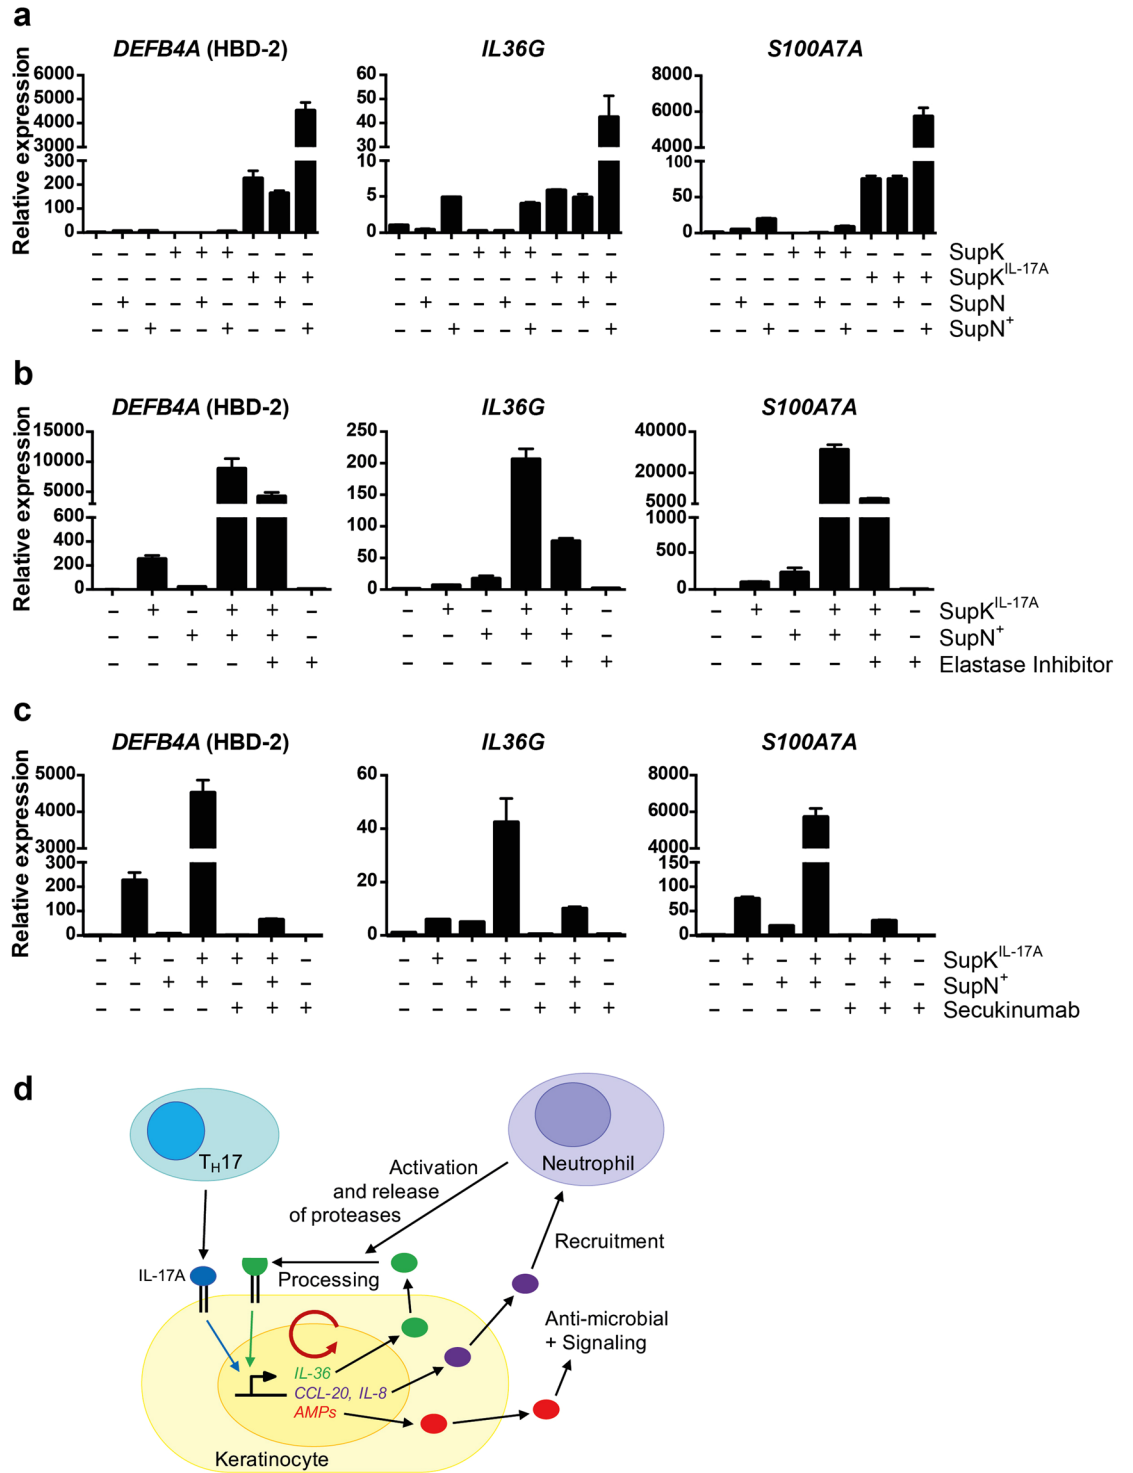 a
DEFB4A (HBD-2) IL36G S100A7A
Relative expression
6000 5000 4000 3000 300 200 100 0
60 50 40 30 10 5 0
8000 6000 4000 100 50 0
– – – + + + – – – – – – + + + – – – – – – + + + – – – SupK
– – – – – – + + + – – – – – – + + + – – – – – – + + + SupK^IL-17A
– + – – + – – + – – + – – + – – + – – + – – + – – + – SupN
– – + – – + – – + – – + – – + – – + – – + – – + – – + SupN^+
b
DEFB4A (HBD-2) IL36G S100A7A
Relative expression
15000 10000 5000 600 400 200 0
250 200 150 100 50 0
40000 20000 5000 1000 500 0
– + – + + – – + – + + – – + – + + – SupK^IL-17A
– – + + + – – – + + + – – – + + + – SupN^+
– – – – + + – – – – + + – – – – + + Elastase Inhibitor
c
DEFB4A (HBD-2) IL36G S100A7A
Relative expression
5000 4000 3000 300 200 100 0
60 40 20 0
8000 6000 4000 150 100 50 0
– + – + + + – – + – + + + – – + – + + + – SupK^IL-17A
– – + + – + – – – + + – + – – – + + – + – SupN^+
– – – – + + + – – – – + + + – – – – + + + Secukinumab
d
TH17
Neutrophil
Activation
and release
of proteases
Recruitment
IL-17A
Processing
Anti-microbial
+ Signaling
IL-36
CCL-20, IL-8
AMPs
Keratinocyte